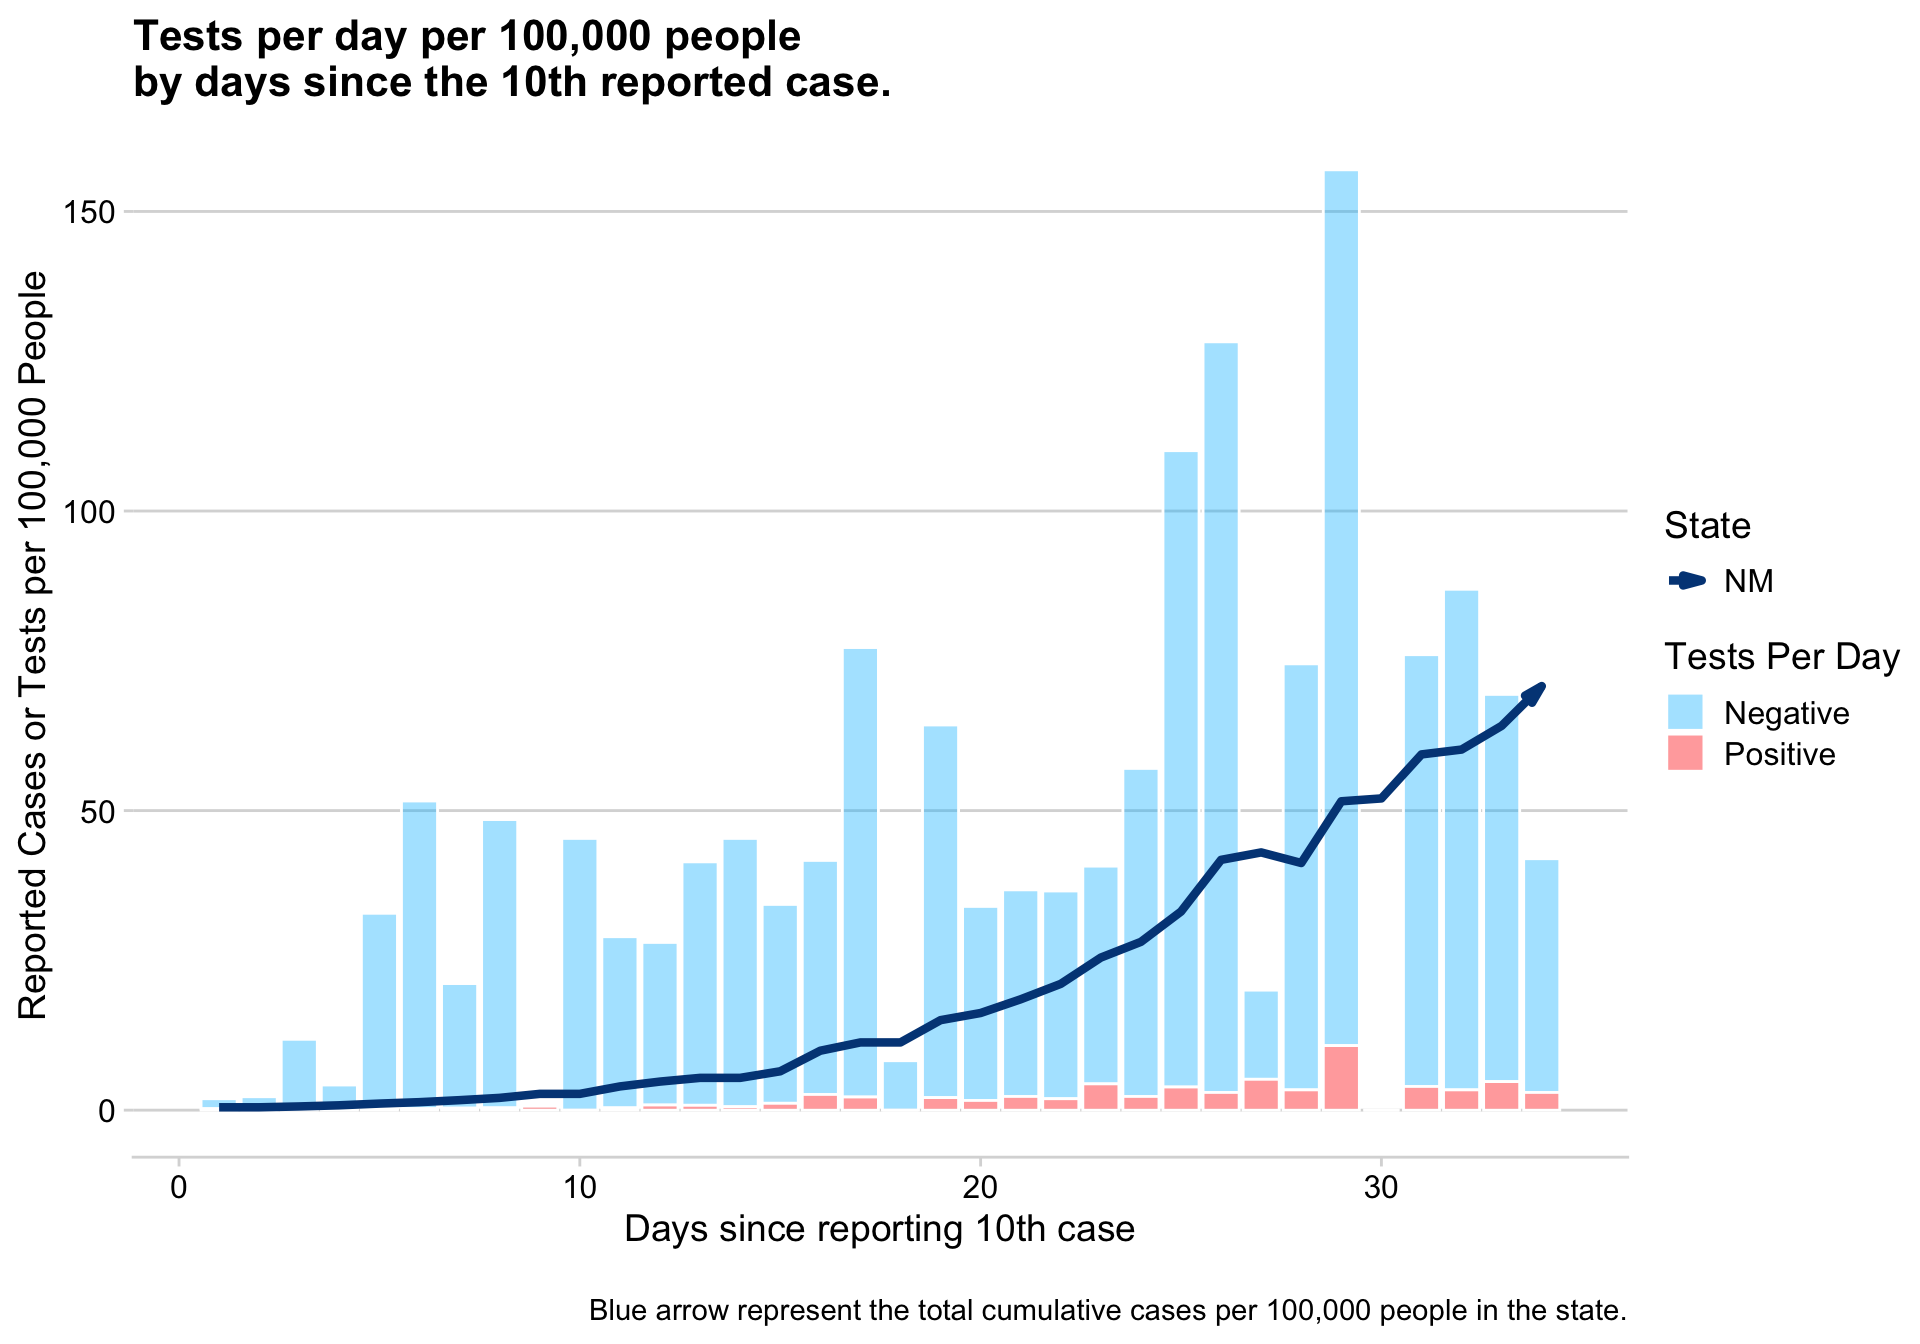 Tests per day per 100,000 people
by days since the 10th reported case.
Reported Cases or Tests per 100,000 People
150
100
50
0
0
10
20
30
Days since reporting 10th case
State
NM
Tests Per Day
Negative
Positive
Blue arrow represent the total cumulative cases per 100,000 people in the state.